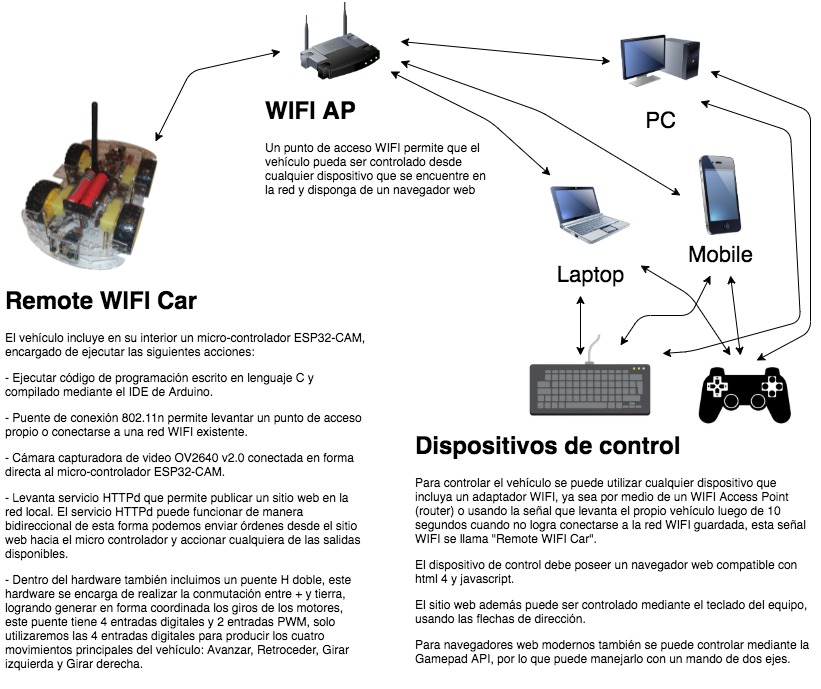 WIFI AP
Un punto de acceso WIFI permite que el
vehículo pueda ser controlado desde
cualquier dispositivo que se encuentre en
la red y disponga de un navegador web
PC
Mobile
Laptop
Remote WIFI Car
El vehículo incluye en su interior un micro-controlador ESP32-CAM,
encargado de ejecutar las siguientes acciones:
- Ejecutar código de programación escrito en lenguaje C y
compilado mediante el IDE de Arduino.
- Puente de conexión 802.11n permite levantar un punto de acceso
propio o conectarse a una red WIFI existente.
- Cámara capturadora de video OV2640 v2.0 conectada en forma
directa al micro-controlador ESP32-CAM.
- Levanta servicio HTTPd que permite publicar un sitio web en la
red local. El servicio HTTPd puede funcionar de manera
bidireccional de esta forma podemos enviar órdenes desde el sitio
web hacia el micro controlador y accionar cualquiera de las salidas
disponibles.
- Dentro del hardware también incluimos un puente H doble, este
hardware se encarga de realizar la conmutación entre + y tierra,
logrando generar en forma coordinada los giros de los motores,
este puente tiene 4 entradas digitales y 2 entradas PWM, solo
utilizaremos las 4 entradas digitales para producir los cuatro
movimientos principales del vehículo: Avanzar, Retroceder, Girar
izquierda y Girar derecha.
Dispositivos de control
Para controlar el vehículo se puede utilizar cualquier dispositivo que
incluya un adaptador WIFI, ya sea por medio de un WIFI Access Point
(router) o usando la señal que levanta el propio vehículo luego de 10
segundos cuando no logra conectarse a la red WIFI guardada, esta señal
WIFI se llama "Remote WIFI Car".
El dispositivo de control debe poseer un navegador web compatible con
html 4 y javascript.
El sitio web además puede ser controlado mediante el teclado del equipo,
usando las flechas de dirección.
Para navegadores web modernos también se puede controlar mediante la
Gamepad API, por lo que puede manejarlo con un mando de dos ejes.